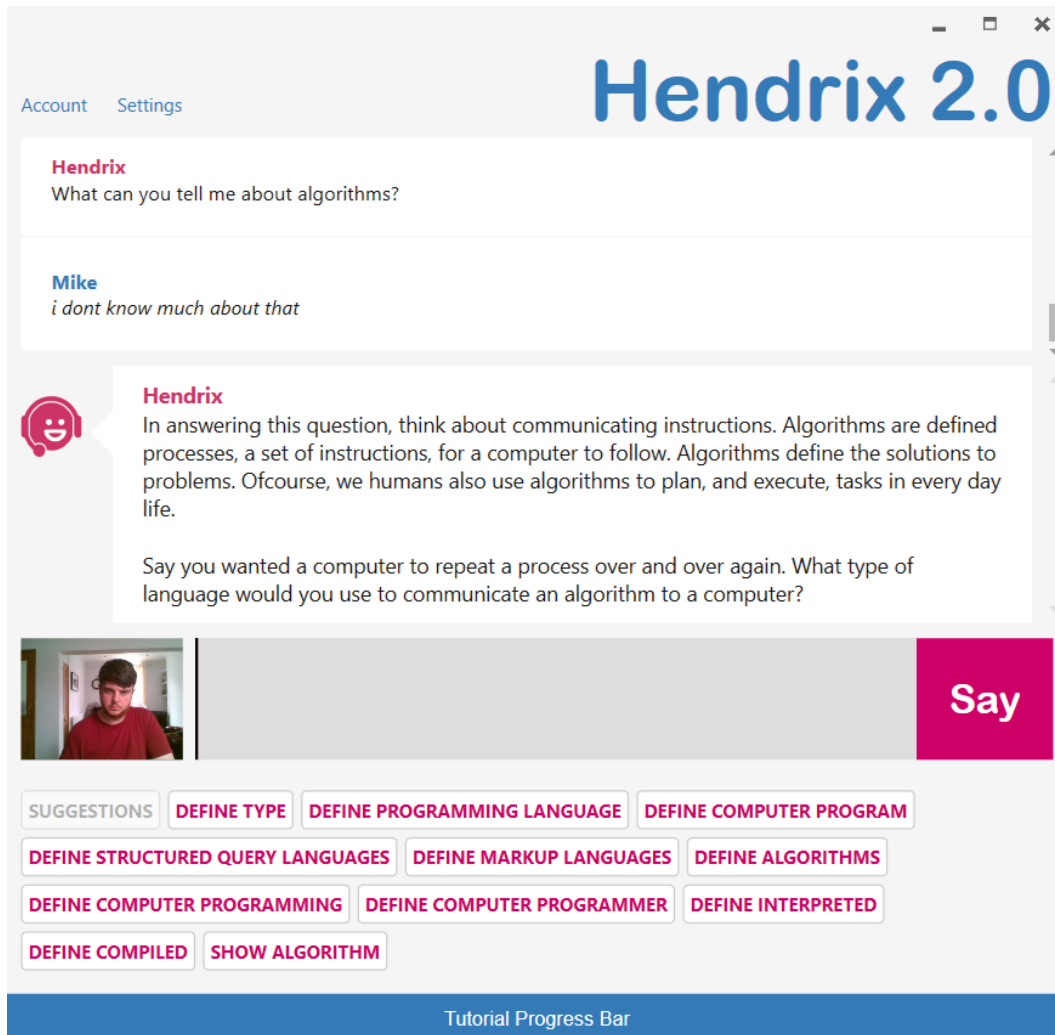 Hendrix 2.0
Account Settings
Hendrix
What can you tell me about algorithms?
Mike
i dont know much about that
Hendrix
In answering this question, think about communicating instructions. Algorithms are defined
processes, a set of instructions, for a computer to follow. Algorithms define the solutions to
problems. Ofcourse, we humans also use algorithms to plan, and execute, tasks in every day
life.
Say you wanted a computer to repeat a process over and over again. What type of
language would you use to communicate an algorithm to a computer?
Say
SUGGESTIONS DEFINE TYPE DEFINE PROGRAMMING LANGUAGE DEFINE COMPUTER PROGRAM
DEFINE STRUCTURED QUERY LANGUAGES DEFINE MARKUP LANGUAGES DEFINE ALGORITHMS
DEFINE COMPUTER PROGRAMMING DEFINE COMPUTER PROGRAMMER DEFINE INTERPRETED
DEFINE COMPILED SHOW ALGORITHM
Tutorial Progress Bar